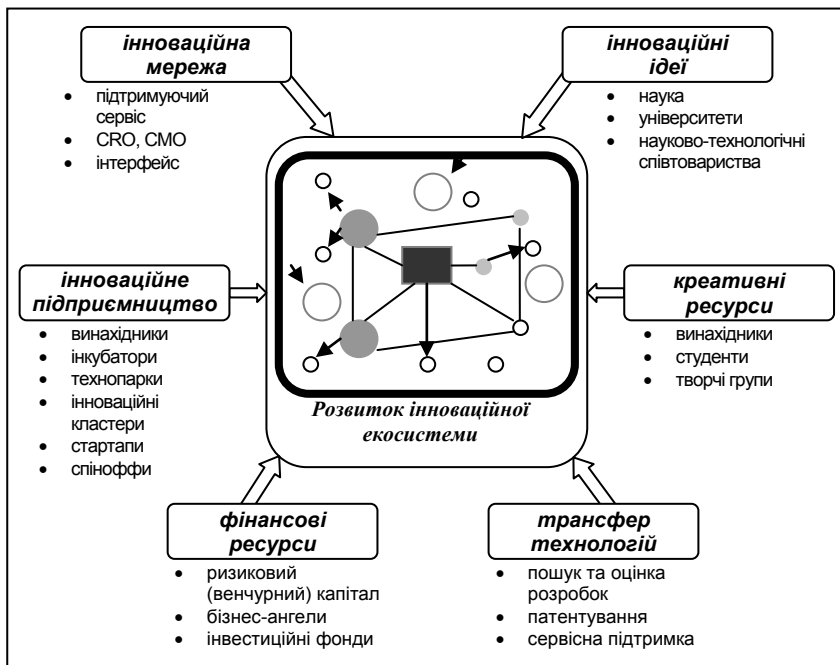 інноваційна
мережа
• підтримуючий
сервіс
• CRO, CMO
• інтерфейс
інноваційні
ідеї
• наука
• університети
• науково-технологічні
співтовариства
інноваційне
підприємництво
• винахідники
• інкубатори
• технопарки
• інноваційні
кластери
• стартапи
• спіноффи
креативні
ресурси
• винахідники
• студенти
• творчі групи
Розвиток інноваційної
екосистеми
фінансові
ресурси
• ризиковий
(венчурний) капітал
• бізнес-ангели
• інвестиційні фонди
трансфер
технологій
• пошук та оцінка
розробок
• патентування
• сервісна підтримка